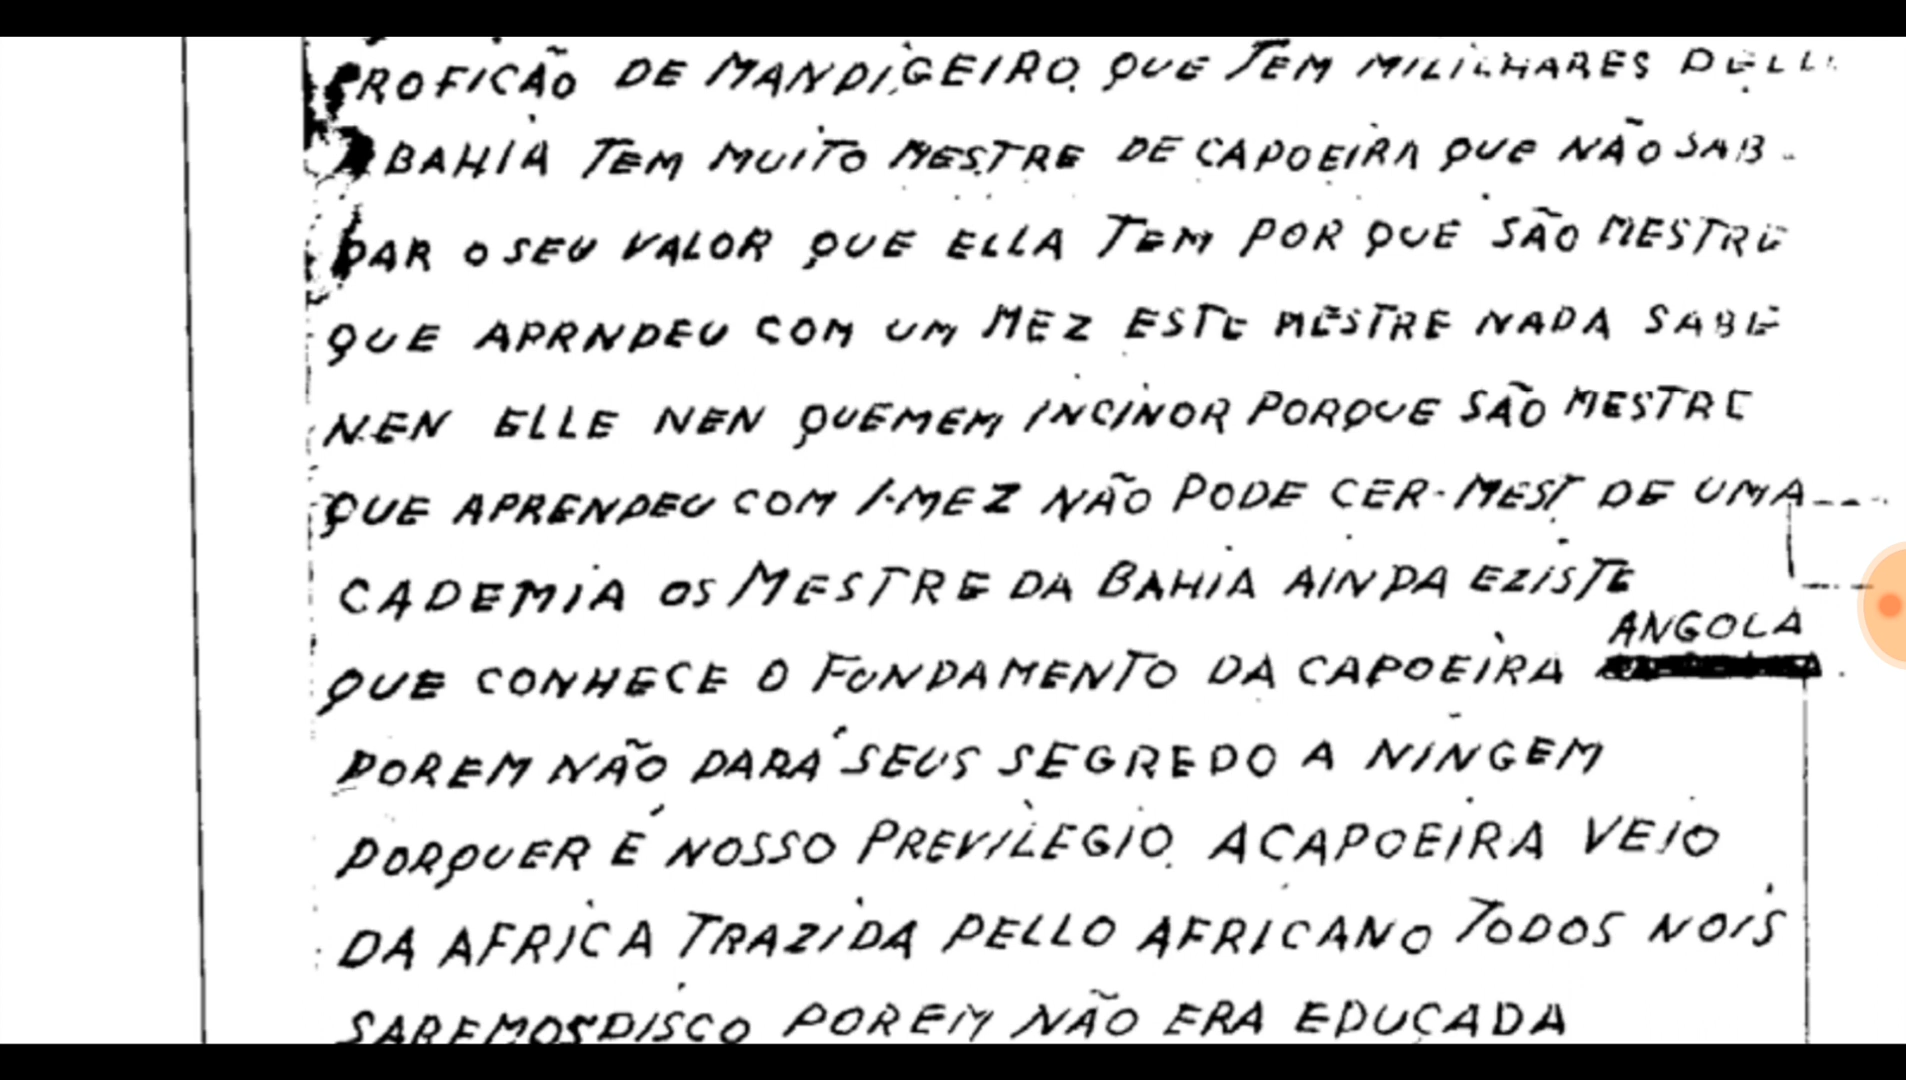 PROFICÃO DE MANDIGEIRO QUE TEM MILILHARES DELLE
A BAHIA TEM MUITO MESTRE DE CAPOEIRA QUE NÃO SAB
DAR O SEU VALOR QUE ELLA TEM POR QUE SÃO MESTRE
QUE APRNDEU COM UM MEZ ESTE MESTRE NADA SABE
NEN ELLE NEN QUEMEM INCINOR PORQUE SÃO MESTRE
QUE APRENDEU COM 1-MEZ NÃO PODE CER-MEST DE UMA
CADEMIA OS MESTRE DA BAHIA AINDA EZISTE
ANGOLA
QUE CONHECE O FUNDAMENTO DA CAPOEIRA
POREM NÃO DARÁ SEUS SEGREDO A NINGEM
PORQUER É NOSSO PREVILEGIO ACAPOEIRA VEIO
DA AFRICA TRAZIDA PELLO AFRICANO TODOS NOIS
SABEMOSDISCO POREM NÃO ERA EDUCADA